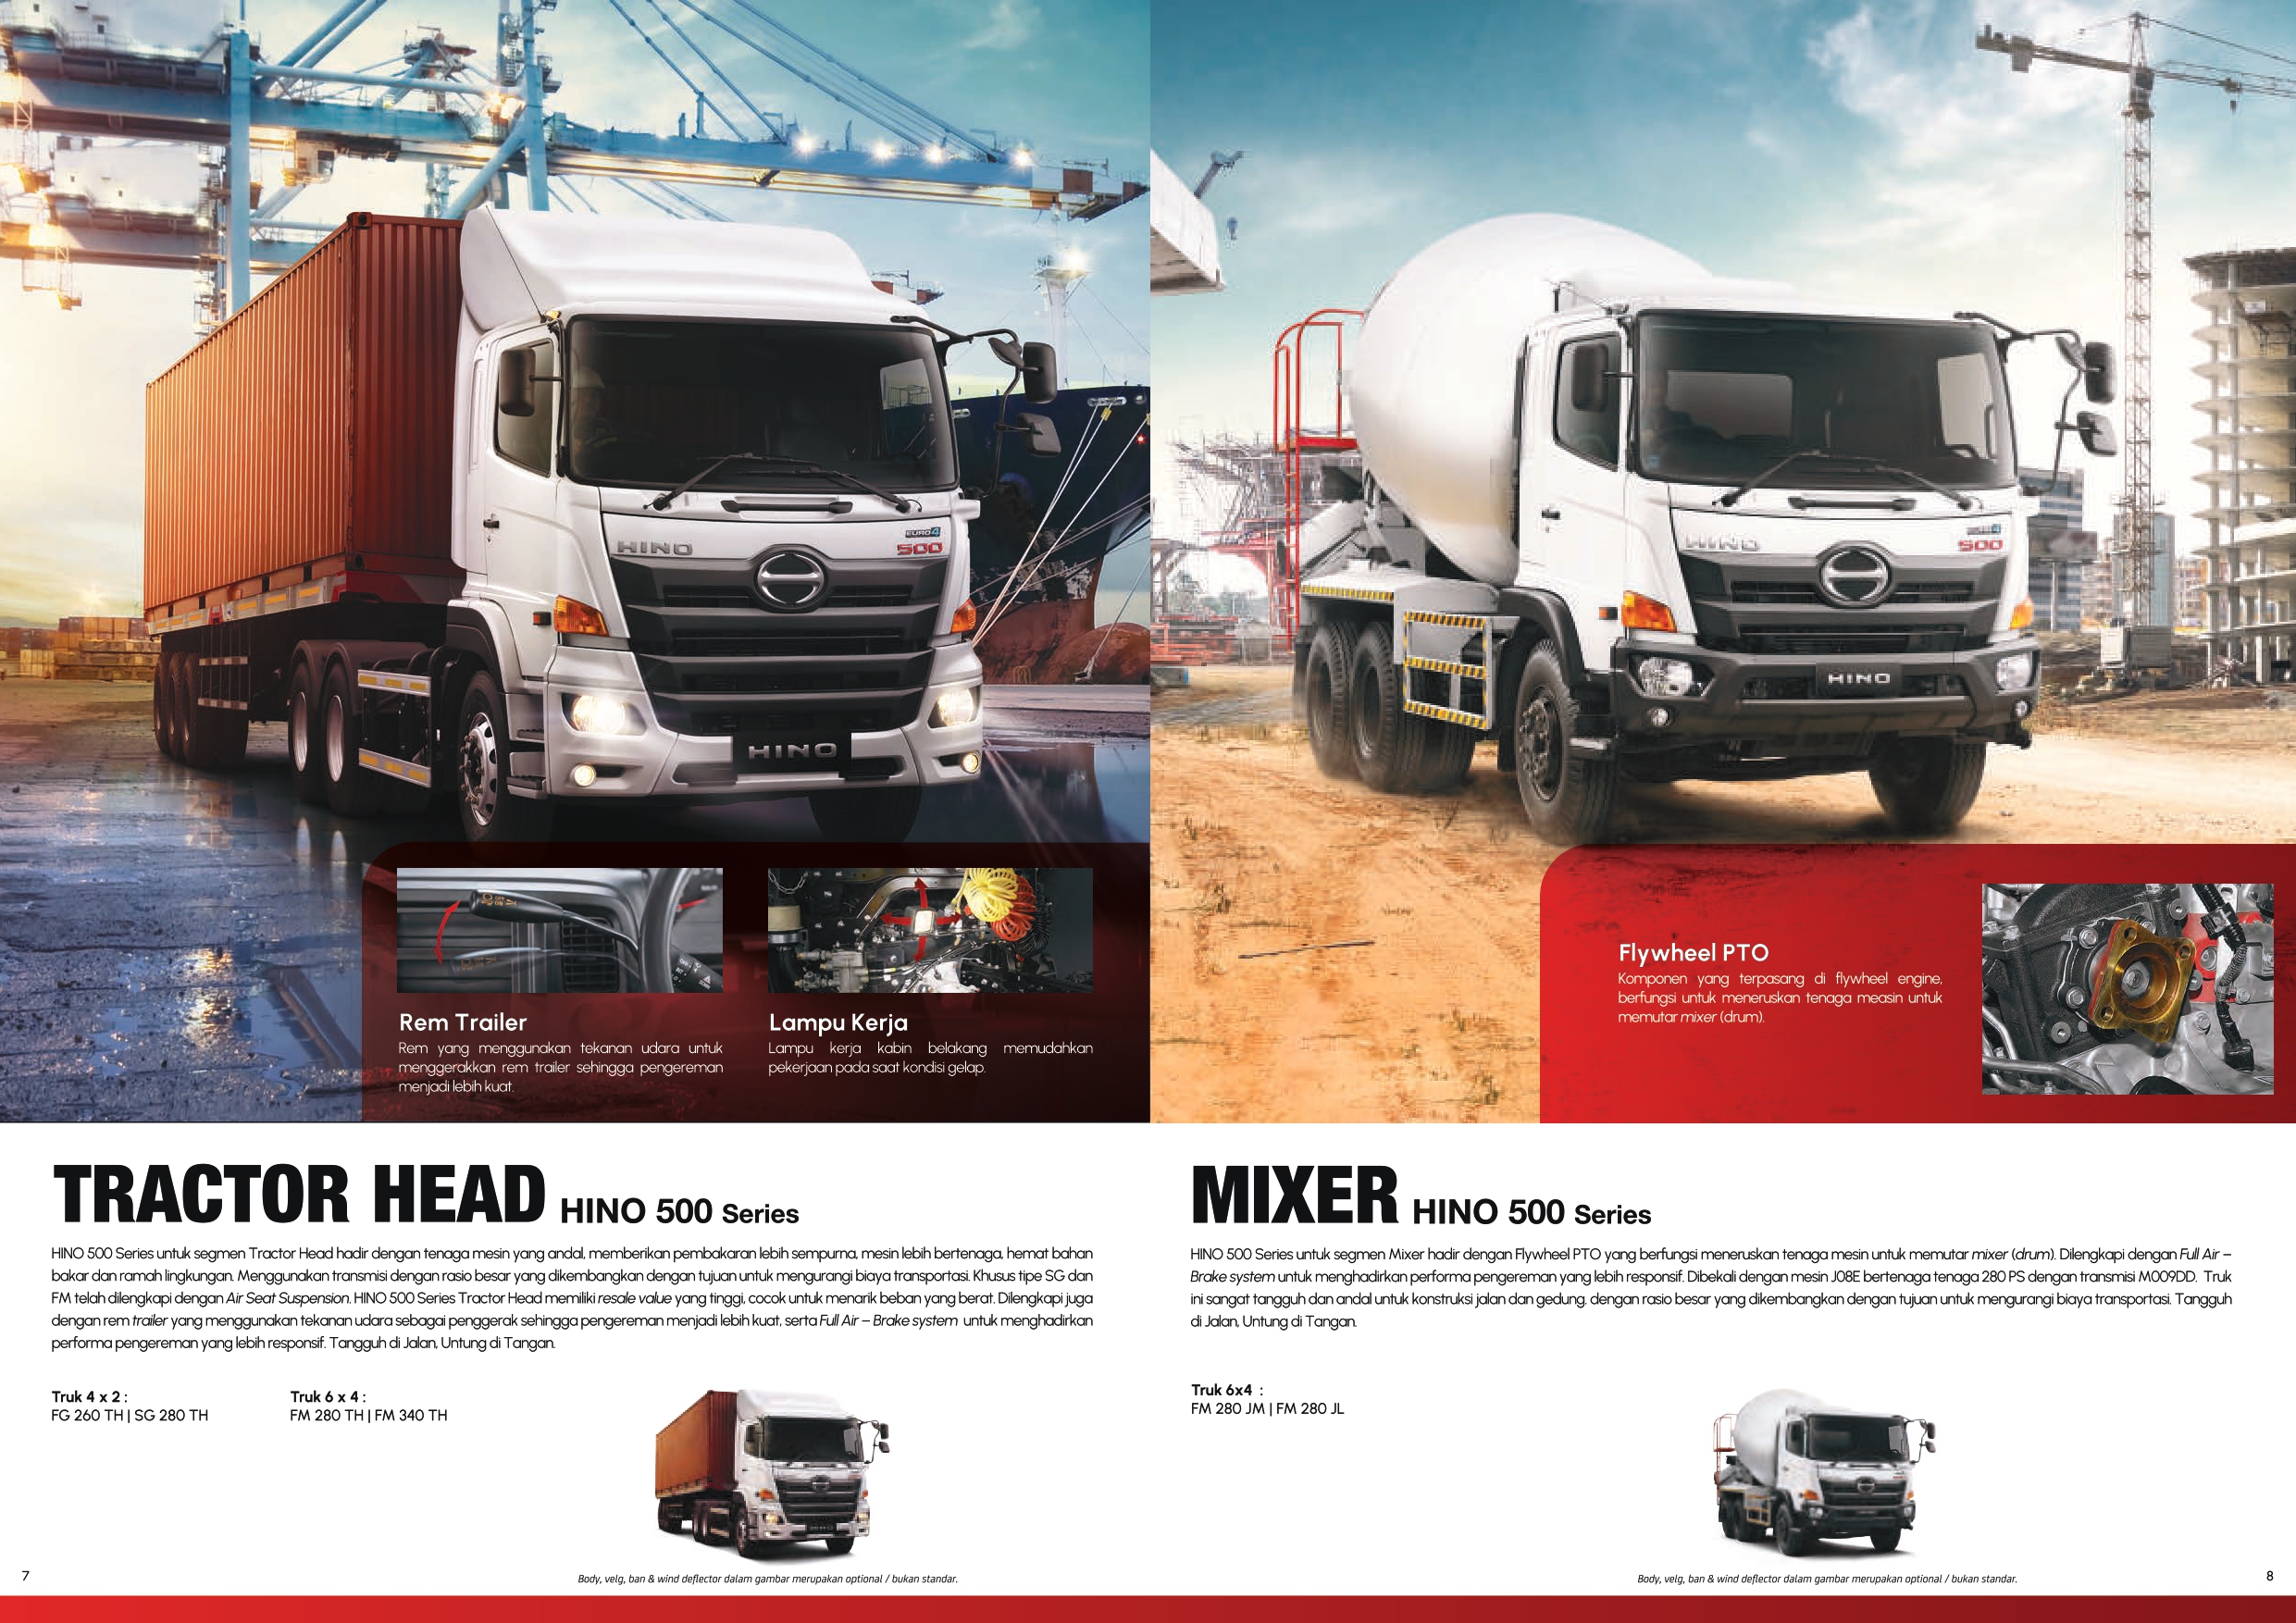 HINO
EURO4
500
HINO
Rem Trailer
Rem yang menggunakan tekanan udara untuk
menggerakkan rem trailer sehingga pengereman
menjadi lebih kuat.
Lampu Kerja
Lampu kerja kabin belakang memudahkan
pekerjaan pada saat kondisi gelap.
TRACTOR HEAD HINO 500 Series
HINO 500 Series untuk segmen Tractor Head hadir dengan tenaga mesin yang andal, memberikan pembakaran lebih sempurna, mesin lebih bertenaga, hemat bahan
bakar dan ramah lingkungan. Menggunakan transmisi dengan rasio besar yang dikembangkan dengan tujuan untuk mengurangi biaya transportasi. Khusus tipe SG dan
FM telah dilengkapi dengan Air Seat Suspension. HINO 500 Series Tractor Head memiliki resale value yang tinggi, cocok untuk menarik beban yang berat. Dilengkapi juga
dengan rem trailer yang menggunakan tekanan udara sebagai penggerak sehingga pengereman menjadi lebih kuat, serta Full Air – Brake system untuk menghadirkan
performa pengereman yang lebih responsif. Tangguh di Jalan, Untung di Tangan.
Truk 4 x 2 :
FG 260 TH | SG 280 TH
Truk 6 x 4 :
FM 280 TH | FM 340 TH
Body, velg, ban & wind deflector dalam gambar merupakan optional / bukan standar.
7
HINO
500
HINO
Flywheel PTO
Komponen yang terpasang di flywheel engine,
berfungsi untuk meneruskan tenaga measin untuk
memutar mixer (drum).
MIXER HINO 500 Series
HINO 500 Series untuk segmen Mixer hadir dengan Flywheel PTO yang berfungsi meneruskan tenaga mesin untuk memutar mixer (drum). Dilengkapi dengan Full Air –
Brake system untuk menghadirkan performa pengereman yang lebih responsif. Dibekali dengan mesin J08E bertenaga tenaga 280 PS dengan transmisi M009DD. Truk
ini sangat tangguh dan andal untuk konstruksi jalan dan gedung. dengan rasio besar yang dikembangkan dengan tujuan untuk mengurangi biaya transportasi. Tangguh
di Jalan, Untung di Tangan.
Truk 6x4 :
FM 280 JM | FM 280 JL
Body, velg, ban & wind deflector dalam gambar merupakan optional / bukan standar.
8